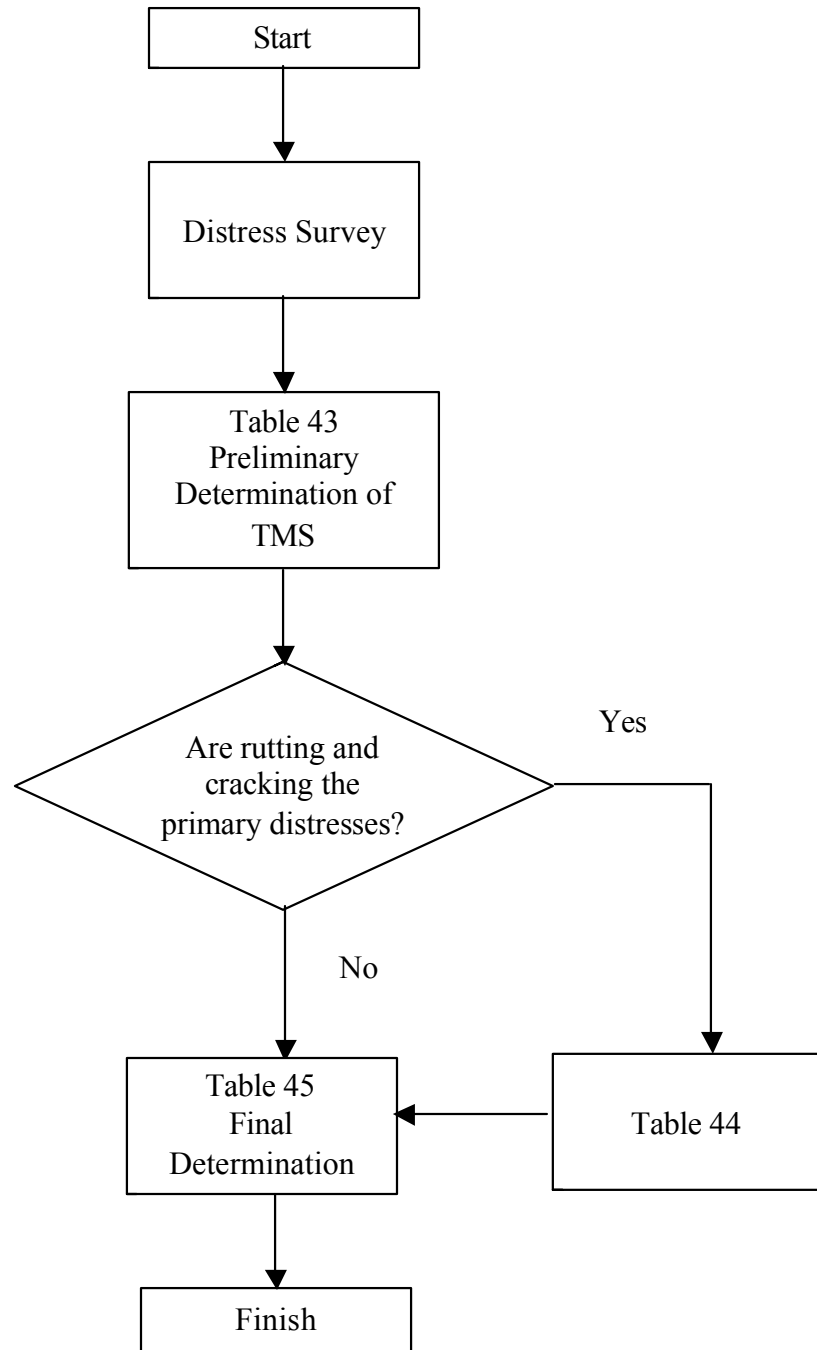 Start
Distress Survey
Table 43
Preliminary
Determination of
TMS
Are rutting and
cracking the
primary distresses?
Yes
No
Table 45
Final
Determination
Table 44
Finish